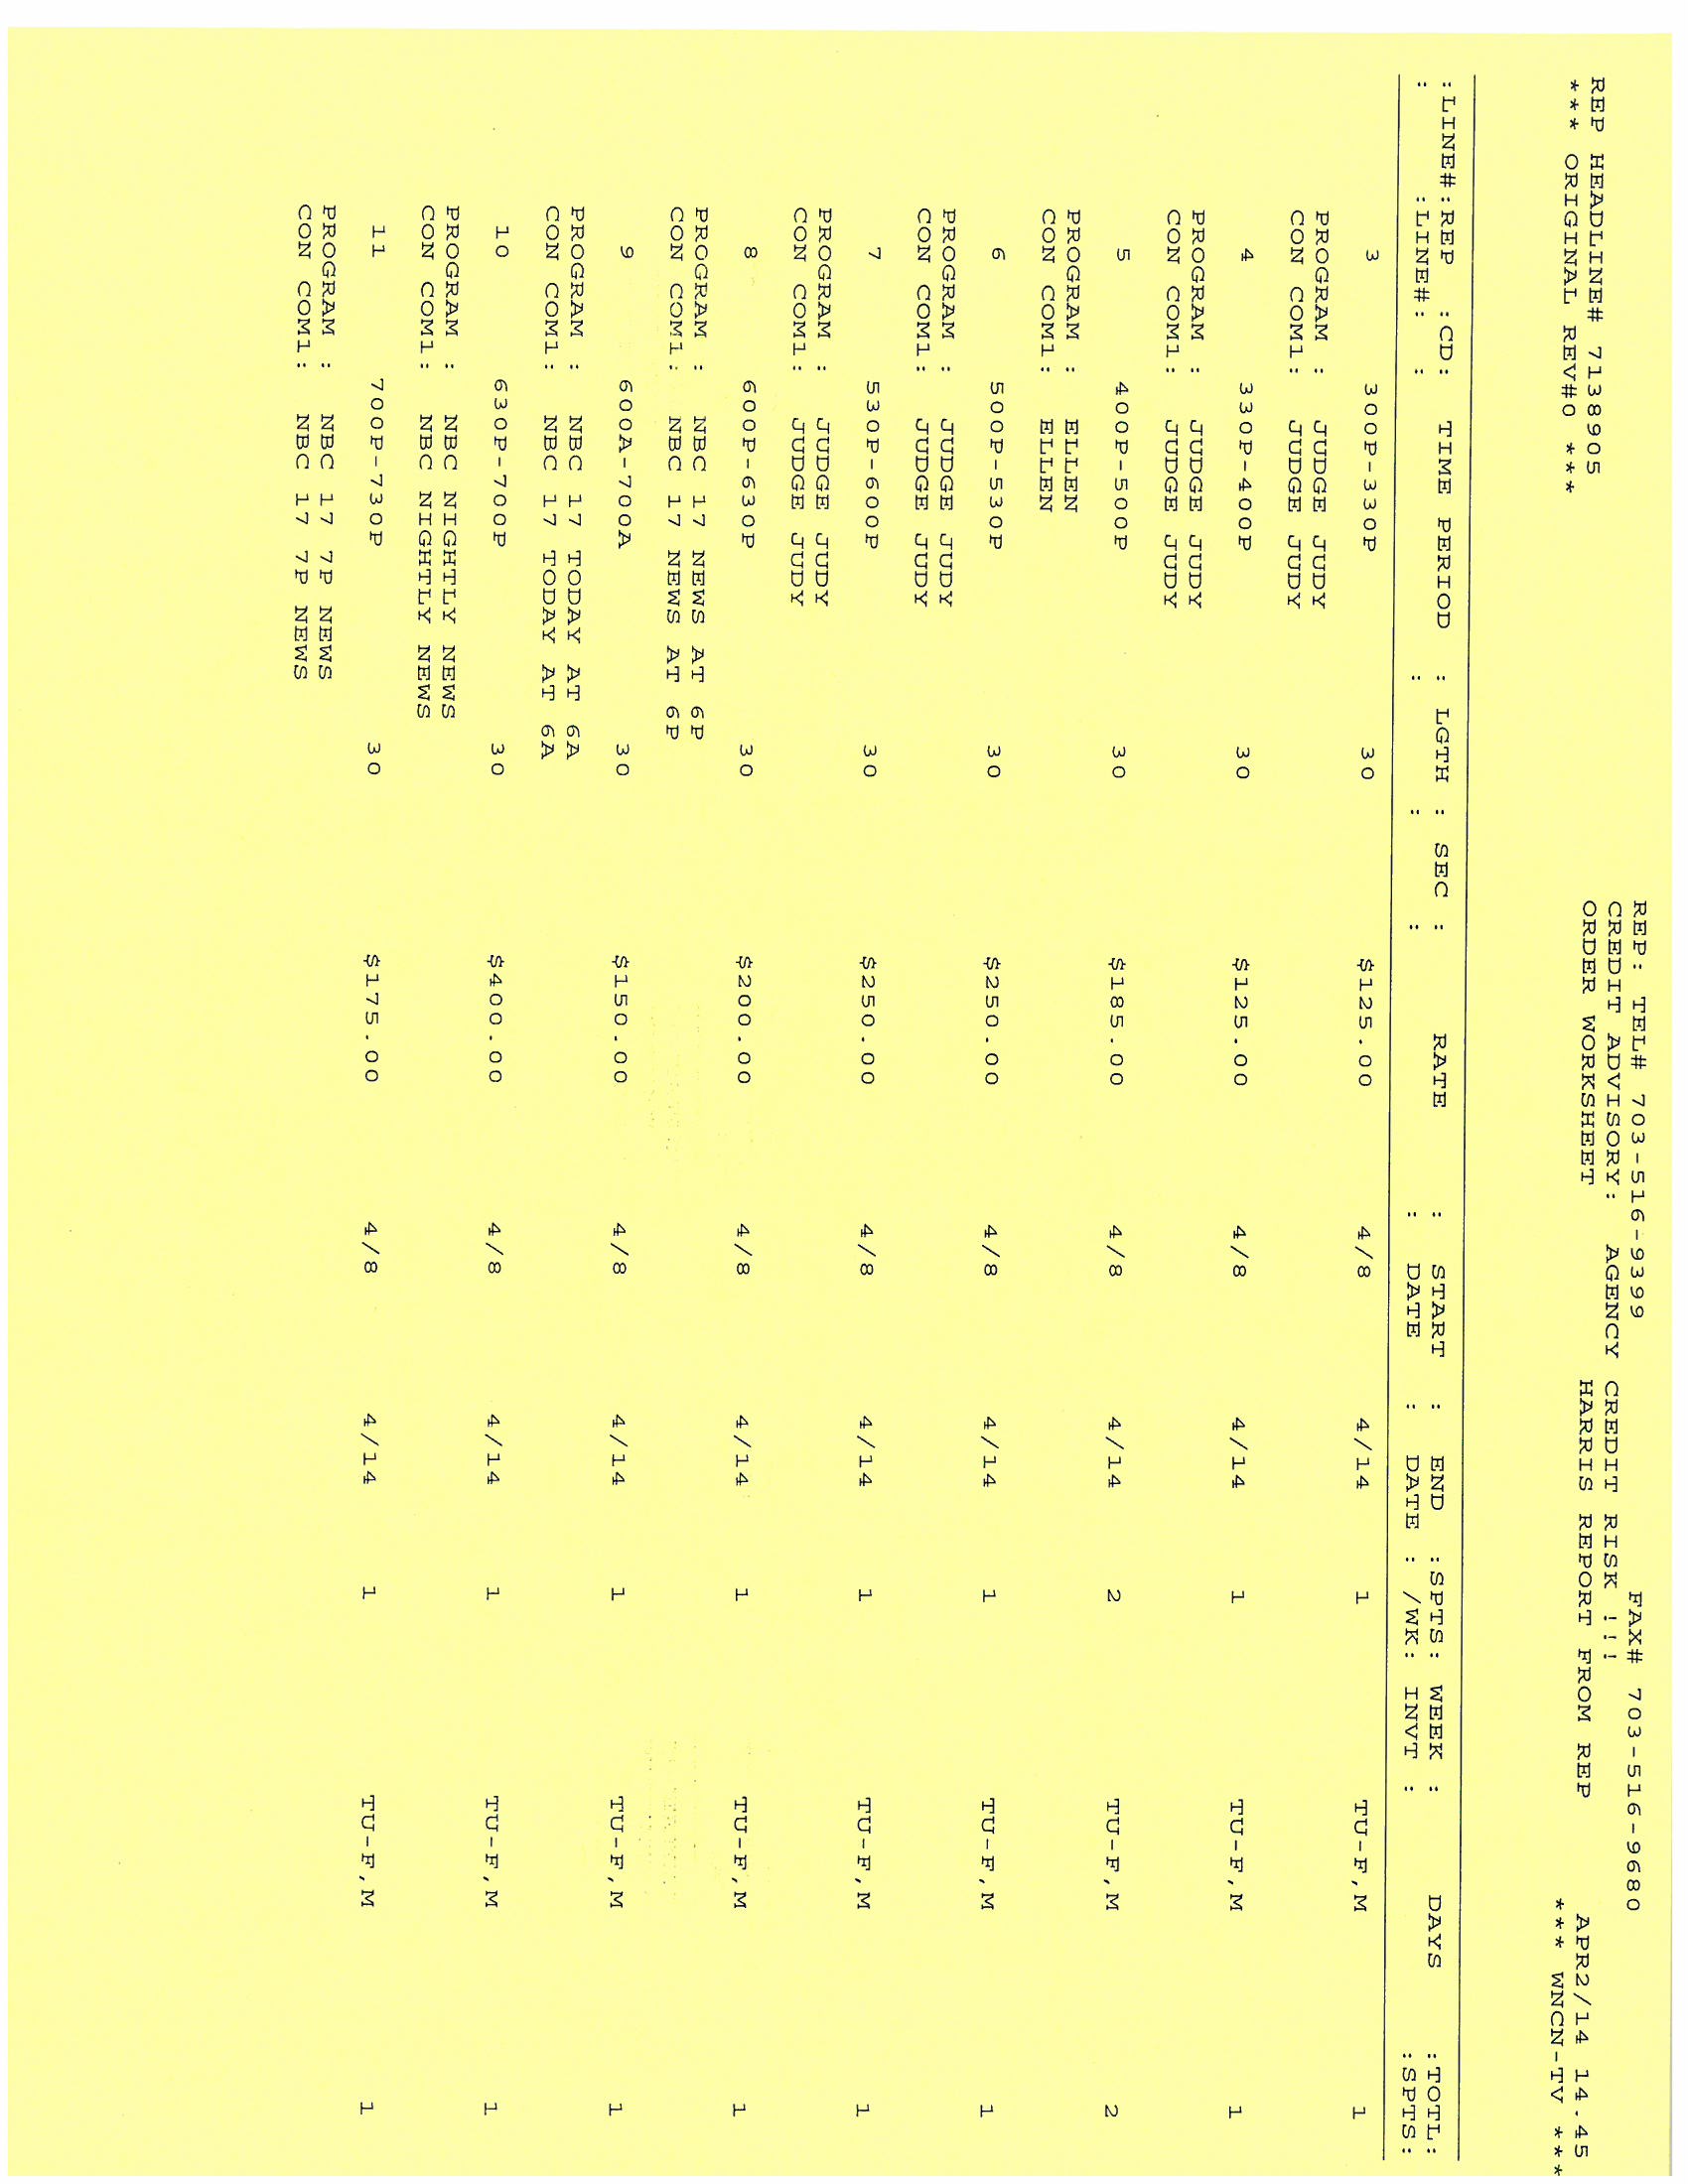 REP: TEL# 703-516-9399 FAX# 703-516-9680
CREDIT ADVISORY: AGENCY CREDIT RISK !!!
REP HEADLINE# 7138905 ORDER WORKSHEET HARRIS REPORT FROM REP APR2/14 14.45
*** ORIGINAL REV#0 *** *** WNCN-TV ***
:LINE#:REP :CD: TIME PERIOD : LGTH : SEC : RATE : START : END :SPTS: WEEK : DAYS :TOTL:
: :LINE#: : : : : : DATE : DATE : /WK: INVT : :SPTS:
3 300P-330P 30 $125.00 4/8 4/14 1 TU-F,M 1
PROGRAM : JUDGE JUDY
CON COM1: JUDGE JUDY
4 330P-400P 30 $125.00 4/8 4/14 1 TU-F,M 1
PROGRAM : JUDGE JUDY
CON COM1: JUDGE JUDY
5 400P-500P 30 $185.00 4/8 4/14 2 TU-F,M 2
PROGRAM : ELLEN
CON COM1: ELLEN
6 500P-530P 30 $250.00 4/8 4/14 1 TU-F,M 1
PROGRAM : JUDGE JUDY
CON COM1: JUDGE JUDY
7 530P-600P 30 $250.00 4/8 4/14 1 TU-F,M 1
PROGRAM : JUDGE JUDY
CON COM1: JUDGE JUDY
8 600P-630P 30 $200.00 4/8 4/14 1 TU-F,M 1
PROGRAM : NBC 17 NEWS AT 6P
CON COM1: NBC 17 NEWS AT 6P
9 600A-700A 30 $150.00 4/8 4/14 1 TU-F,M 1
PROGRAM : NBC 17 TODAY AT 6A
CON COM1: NBC 17 TODAY AT 6A
10 630P-700P 30 $400.00 4/8 4/14 1 TU-F,M 1
PROGRAM : NBC NIGHTLY NEWS
CON COM1: NBC NIGHTLY NEWS
11 700P-730P 30 $175.00 4/8 4/14 1 TU-F,M 1
PROGRAM : NBC 17 7P NEWS
CON COM1: NBC 17 7P NEWS